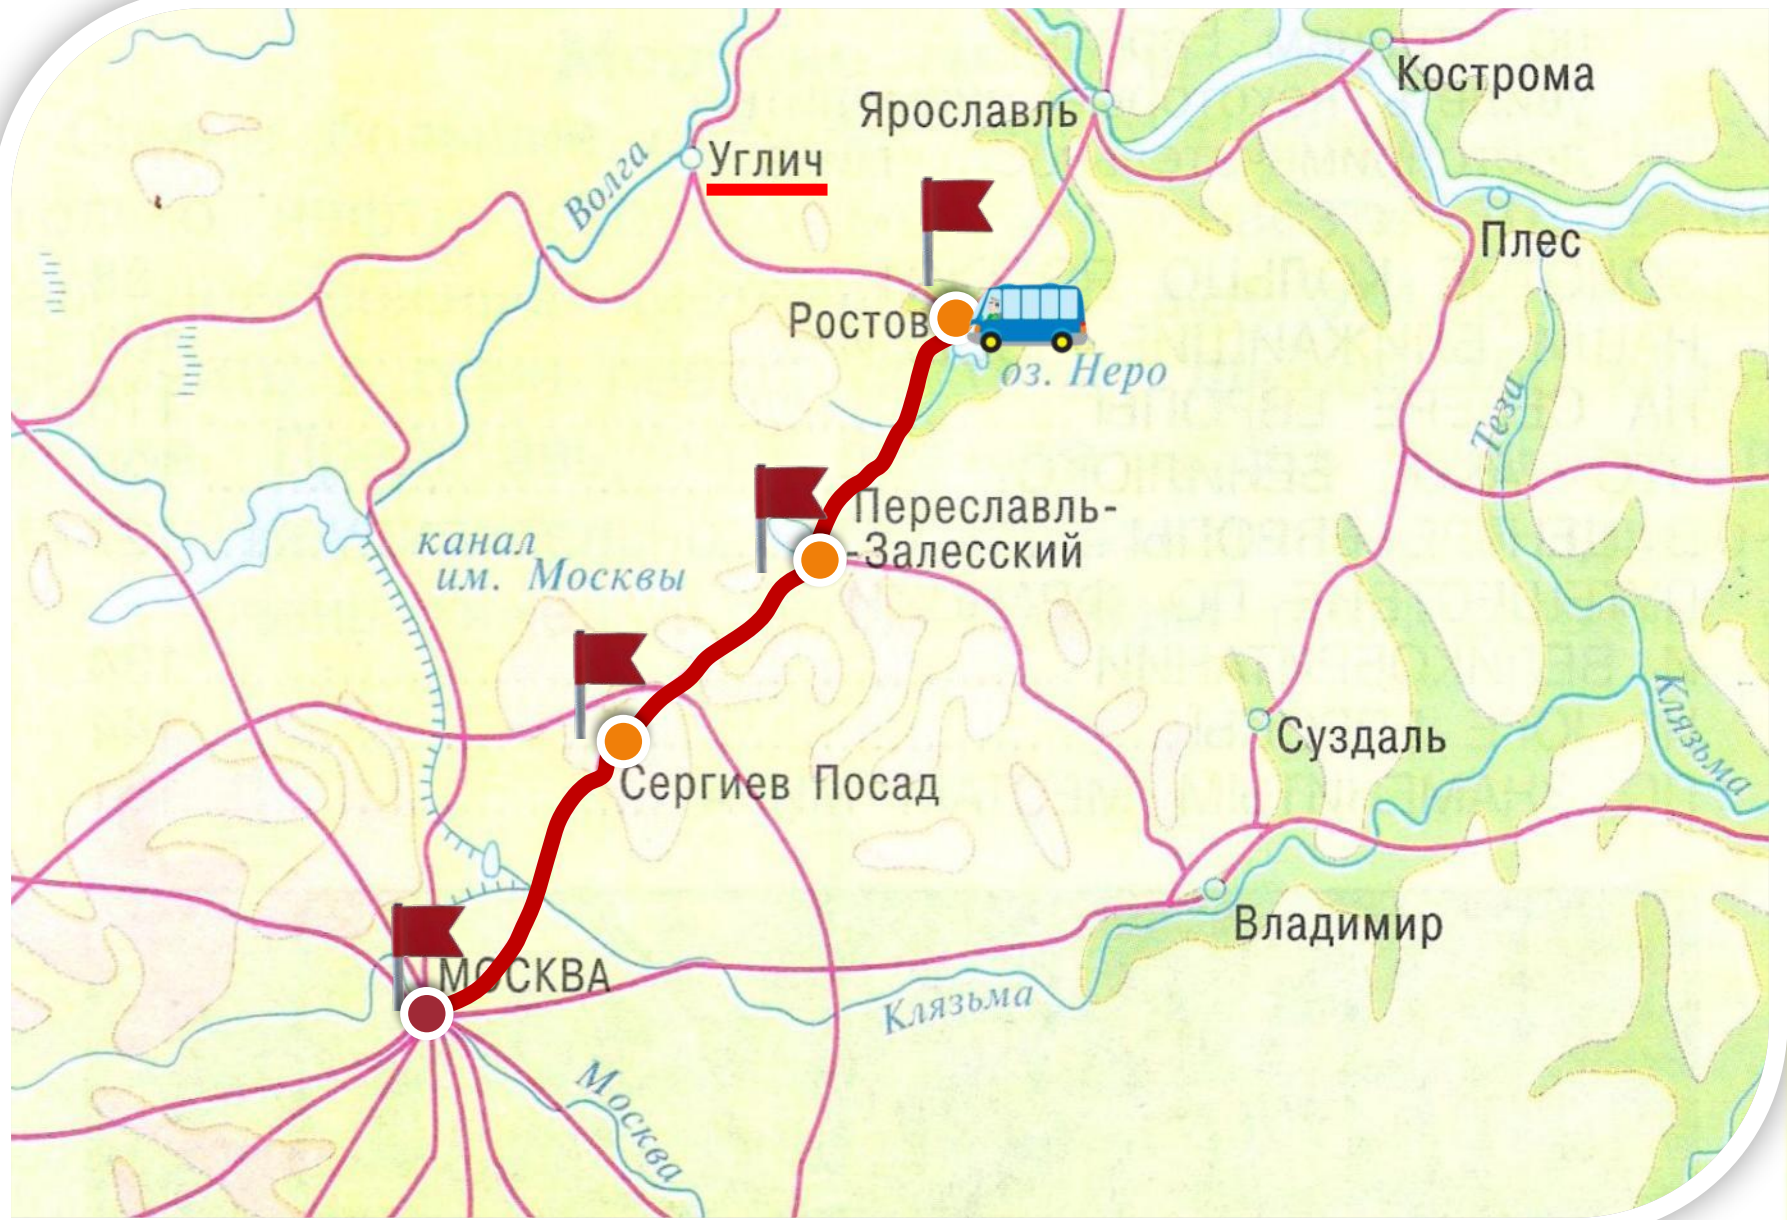 Кострома
Ярославль
Углич
Волга
Плес
Ростов
оз. Неро
Теза
Переславль-
-Залесский
канал
им. Москвы
Клязьма
Суздаль
Сергиев Посад
Владимир
МОСКВА
Клязьма
Москва